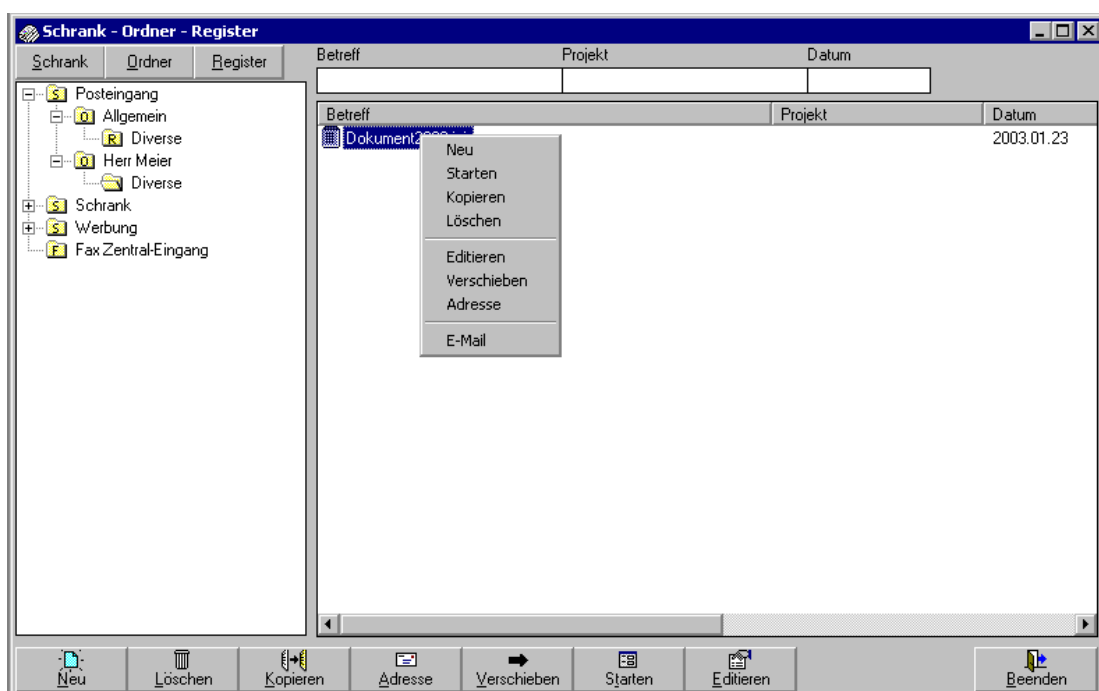 Schrank - Ordner - Register
Schrank Ordner Register
Betreff Projekt Datum
Posteingang
S
Allgemein
O
Diverse
R
Herr Meier
O
Diverse
Schrank
S
Werbung
S
Fax Zentral-Eingang
F
Betreff Projekt Datum
2003.01.23
Neu
Starten
Kopieren
Löschen
Editieren
Verschieben
Adresse
E-Mail
Neu Löschen Kopieren Adresse Verschieben Starten Editieren Beenden